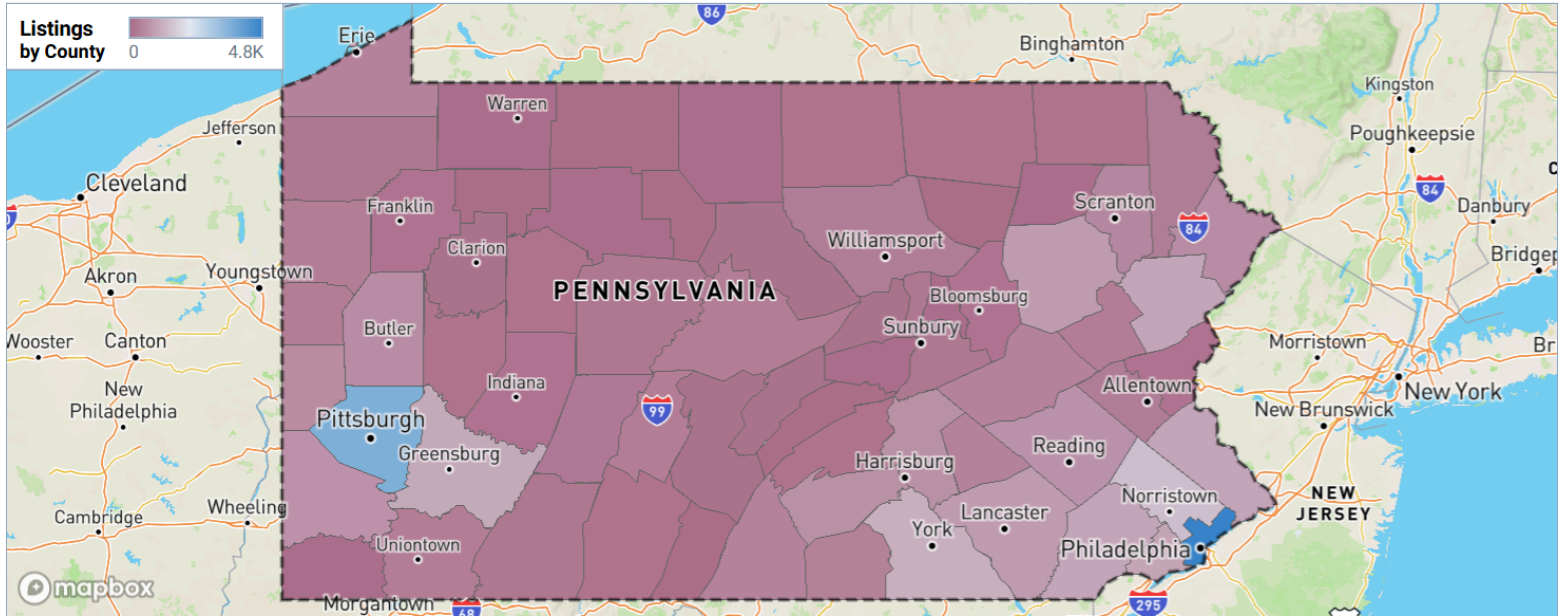 Listings
by County
0
4.8K
86
Erie
Binghamton
Warren
Kingston
Jefferson
Poughkeepsie
Cleveland
84
Franklin
Scranton
Danbury
84
Clarion
Williamsport
Akron
Youngstown
Bridgep
PENNSYLVANIA
Bloomsburg
Butler
Sunbury
Wooster
Canton
Morristown
Br
Indiana
Allentown
New York
New
Philadelphia
99
New Brunswick
Pittsburgh
Greensburg
Reading
Harrisburg
Norristown
NEW
JERSEY
Wheeling
Cambridge
Lancaster
York
Uniontown
Philadelphia
mapbox
Morgantown
68
295